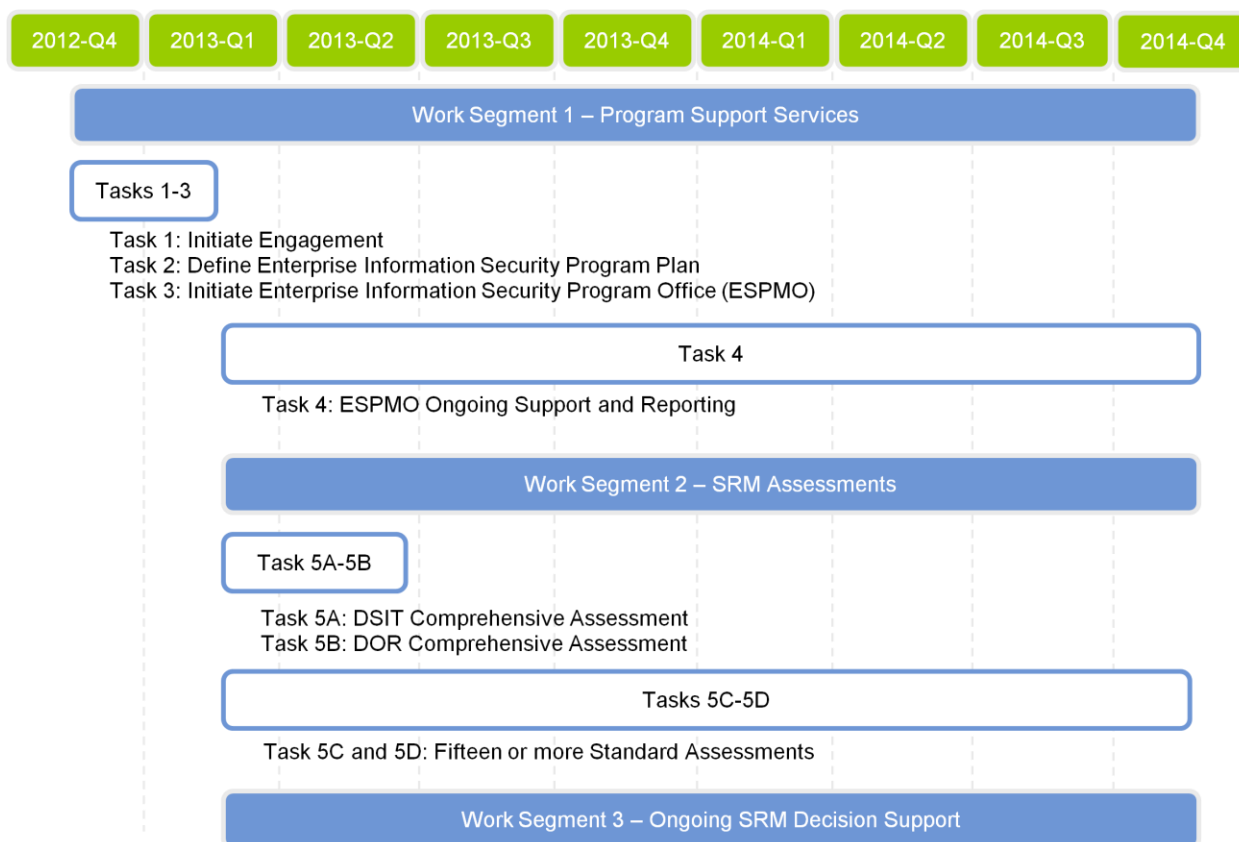 2012-Q4 2013-Q1 2013-Q2 2013-Q3 2013-Q4 2014-Q1 2014-Q2 2014-Q3 2014-Q4
Work Segment 1 – Program Support Services
Tasks 1-3
Task 1: Initiate Engagement
Task 2: Define Enterprise Information Security Program Plan
Task 3: Initiate Enterprise Information Security Program Office (ESPMO)
Task 4
Task 4: ESPMO Ongoing Support and Reporting
Work Segment 2 – SRM Assessments
Task 5A-5B
Task 5A: DSIT Comprehensive Assessment
Task 5B: DOR Comprehensive Assessment
Tasks 5C-5D
Task 5C and 5D: Fifteen or more Standard Assessments
Work Segment 3 – Ongoing SRM Decision Support